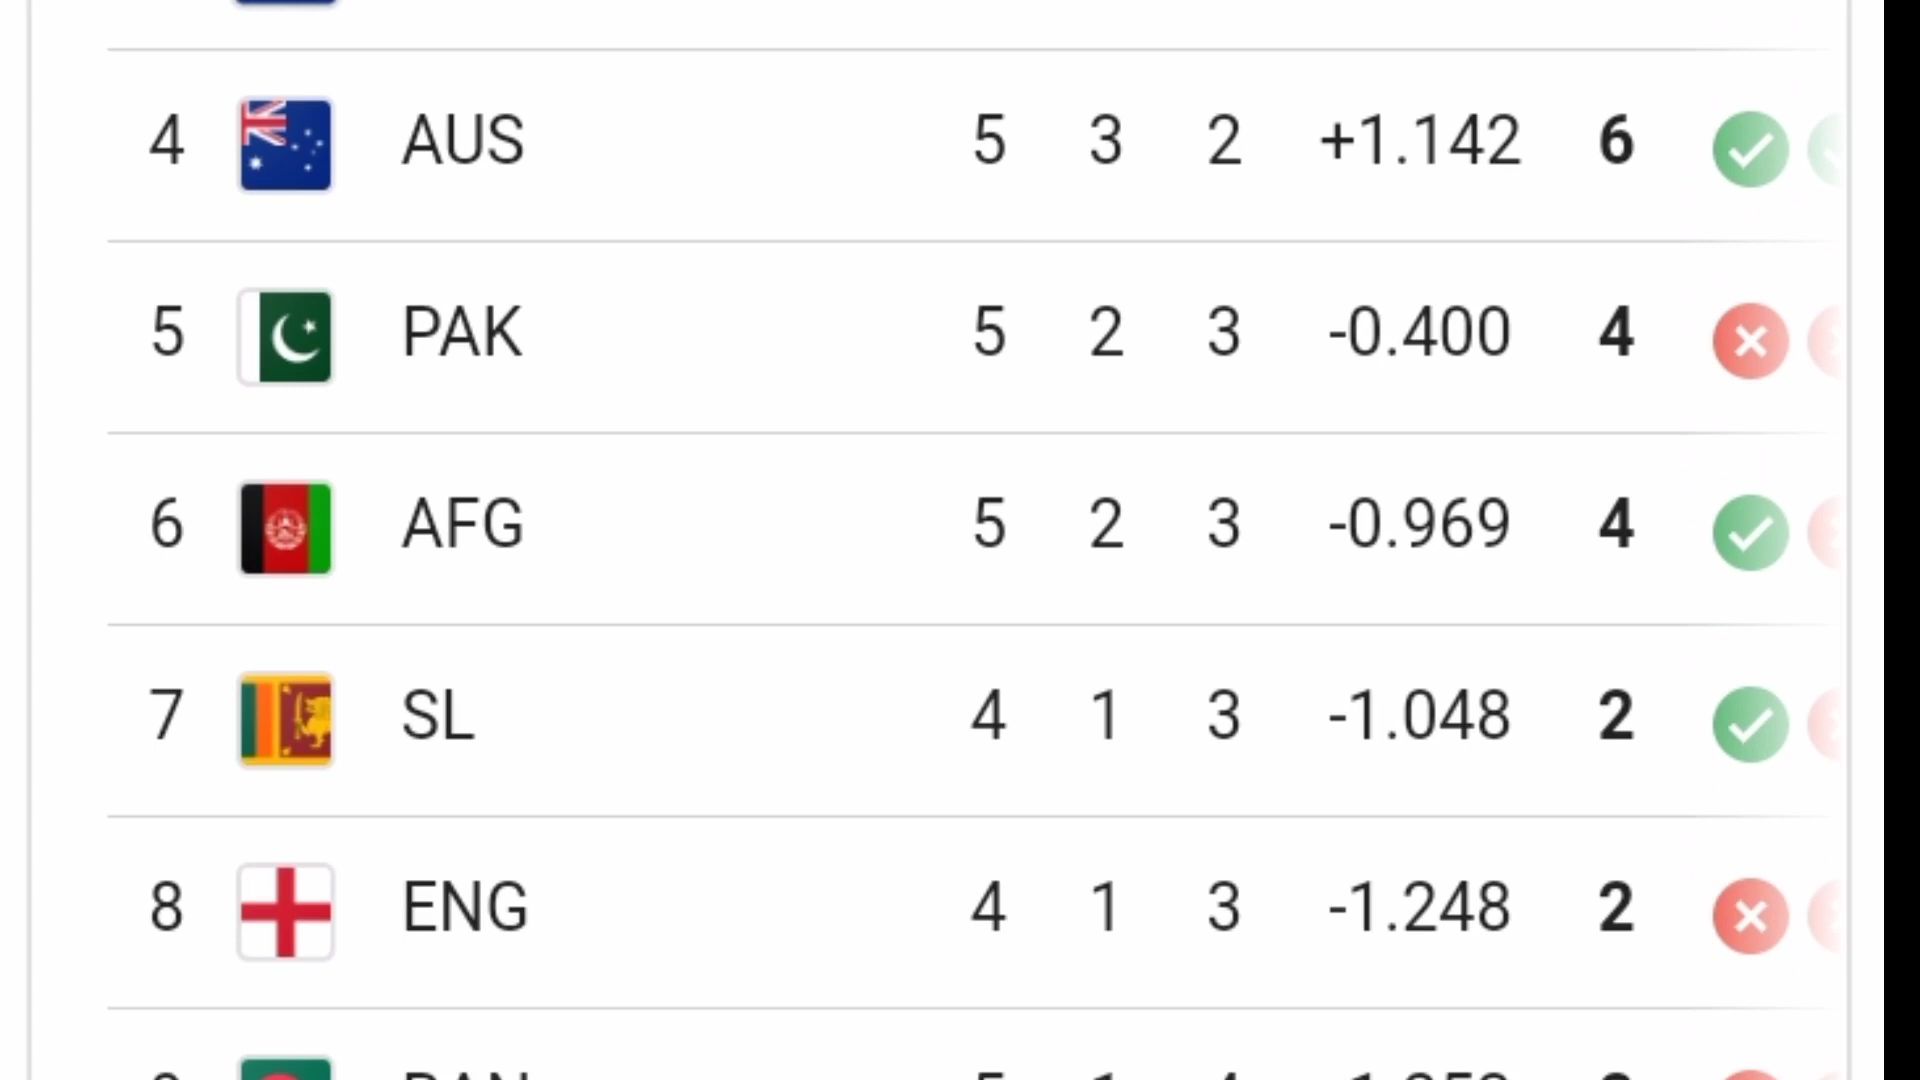 4 AUS 5 3 2 +1.142 6
5 PAK 5 2 3 -0.400 4
6 AFG 5 2 3 -0.969 4
7 SL 4 1 3 -1.048 2
8 ENG 4 1 3 -1.248 2